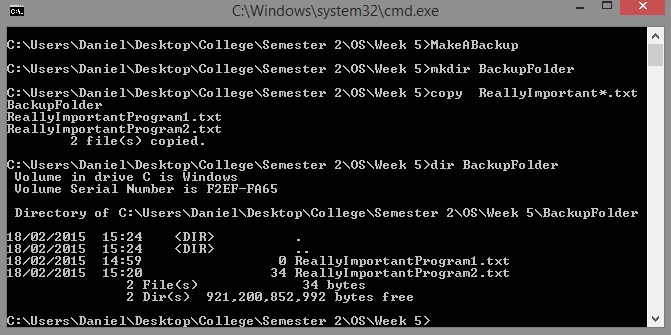 C:\Windows\system32\cmd.exe
C:\Users\Daniel\Desktop\College\Semester 2\OS\Week 5>MakeABackup
C:\Users\Daniel\Desktop\College\Semester 2\OS\Week 5>mkdir BackupFolder
C:\Users\Daniel\Desktop\College\Semester 2\OS\Week 5>copy  ReallyImportant*.txt
BackupFolder
ReallyImportantProgram1.txt
ReallyImportantProgram2.txt
        2 file(s) copied.
C:\Users\Daniel\Desktop\College\Semester 2\OS\Week 5>dir BackupFolder
 Volume in drive C is Windows
 Volume Serial Number is F2EF-FA65
 Directory of C:\Users\Daniel\Desktop\College\Semester 2\OS\Week 5\BackupFolder
18/02/2015  15:24    <DIR>          .
18/02/2015  15:24    <DIR>          ..
18/02/2015  14:59                 0 ReallyImportantProgram1.txt
18/02/2015  15:20                34 ReallyImportantProgram2.txt
               2 File(s)             34 bytes
               2 Dir(s)  921,200,852,992 bytes free
C:\Users\Daniel\Desktop\College\Semester 2\OS\Week 5>